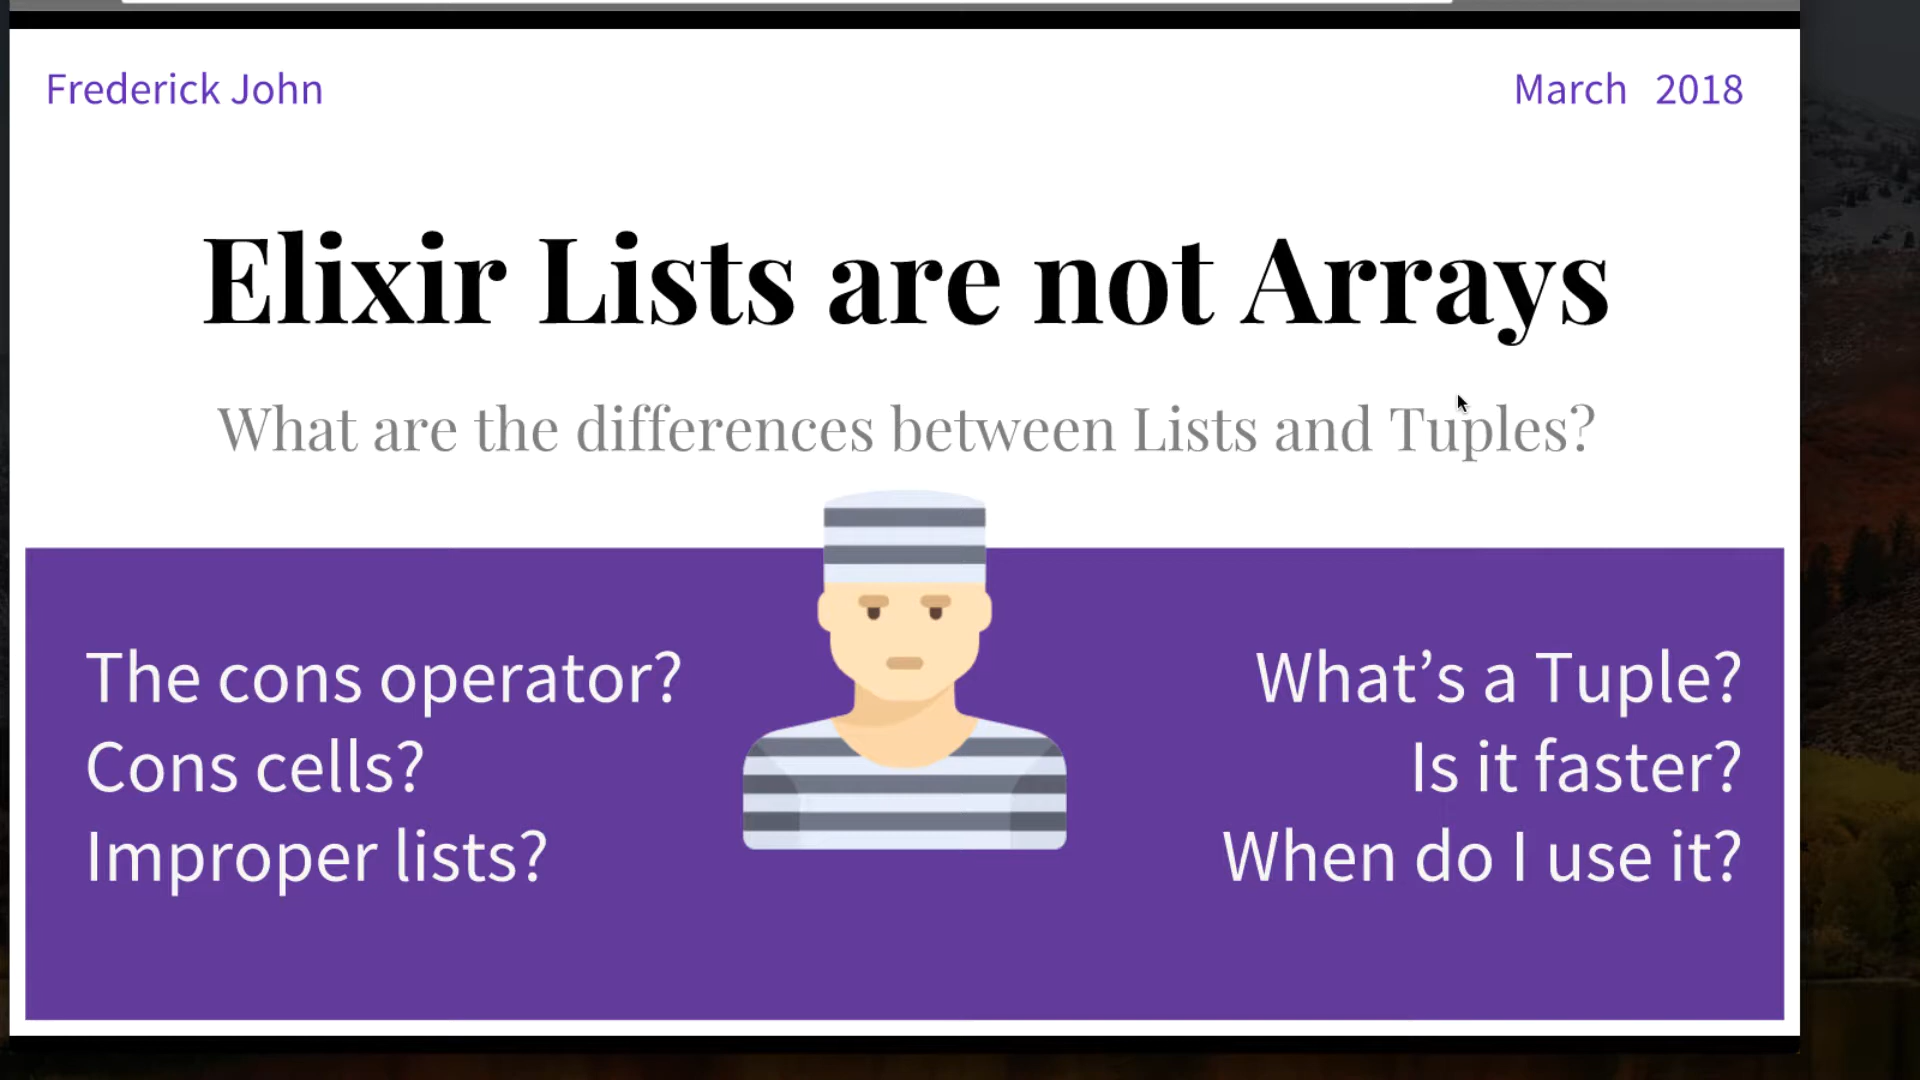 Frederick John
March 2018
Elixir Lists are not Arrays
What are the differences between Lists and Tuples?
The cons operator?
Cons cells?
Improper lists?
What’s a Tuple?
Is it faster?
When do I use it?